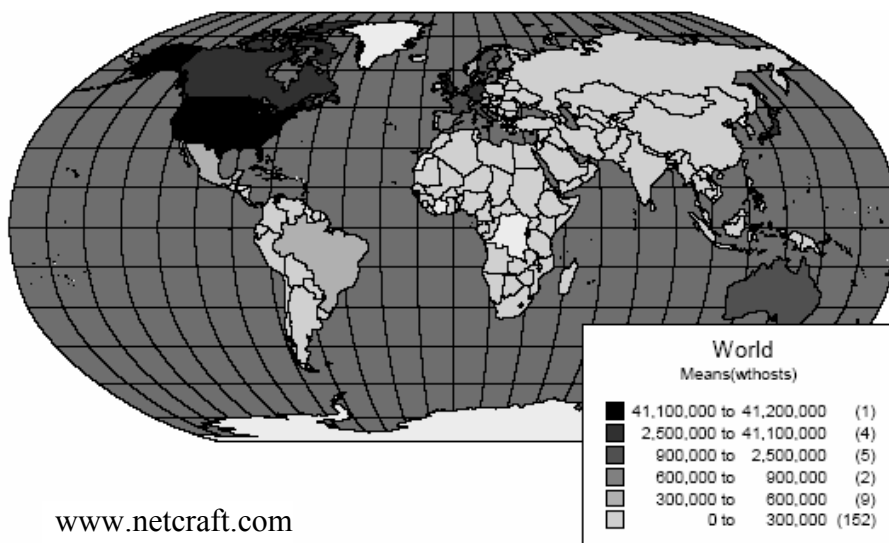 World
Means(wthosts)
41,100,000 to 41,200,000 (1)
2,500,000 to 41,100,000 (4)
900,000 to 2,500,000 (5)
600,000 to 900,000 (2)
300,000 to 600,000 (9)
0 to 300,000 (152)
www.netcraft.com